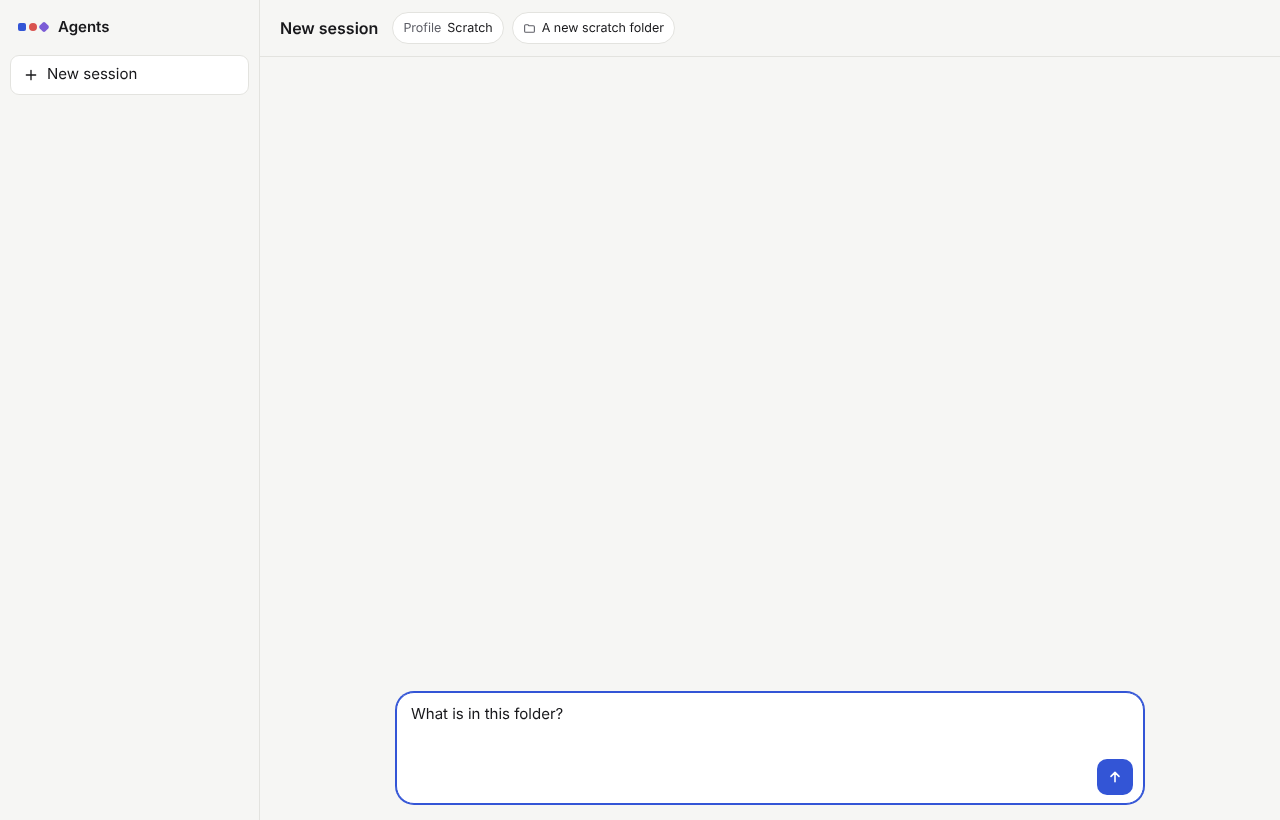 Agents
New session
New session
Profile Scratch
A new scratch folder
What is in this folder?